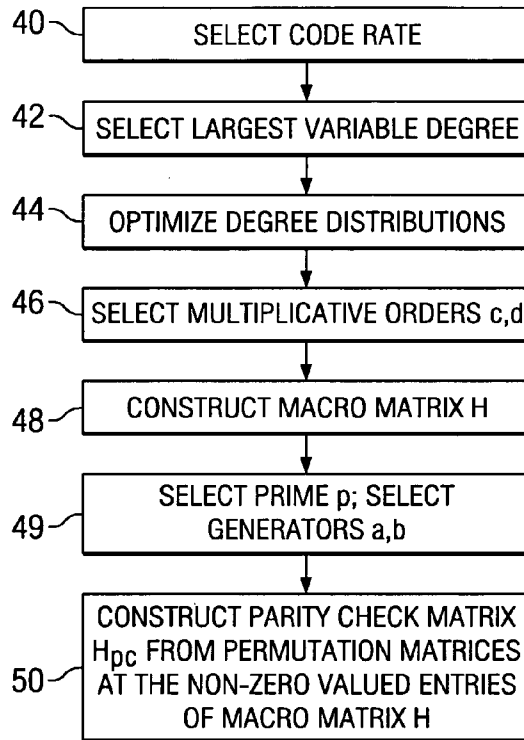 40
SELECT CODE RATE
42
SELECT LARGEST VARIABLE DEGREE
44
OPTIMIZE DEGREE DISTRIBUTIONS
46
SELECT MULTIPLICATIVE ORDERS c,d
48
CONSTRUCT MACRO MATRIX H
49
SELECT PRIME p; SELECT
GENERATORS a,b
50
CONSTRUCT PARITY CHECK MATRIX
Hpc FROM PERMUTATION MATRICES
AT THE NON-ZERO VALUED ENTRIES
OF MACRO MATRIX H